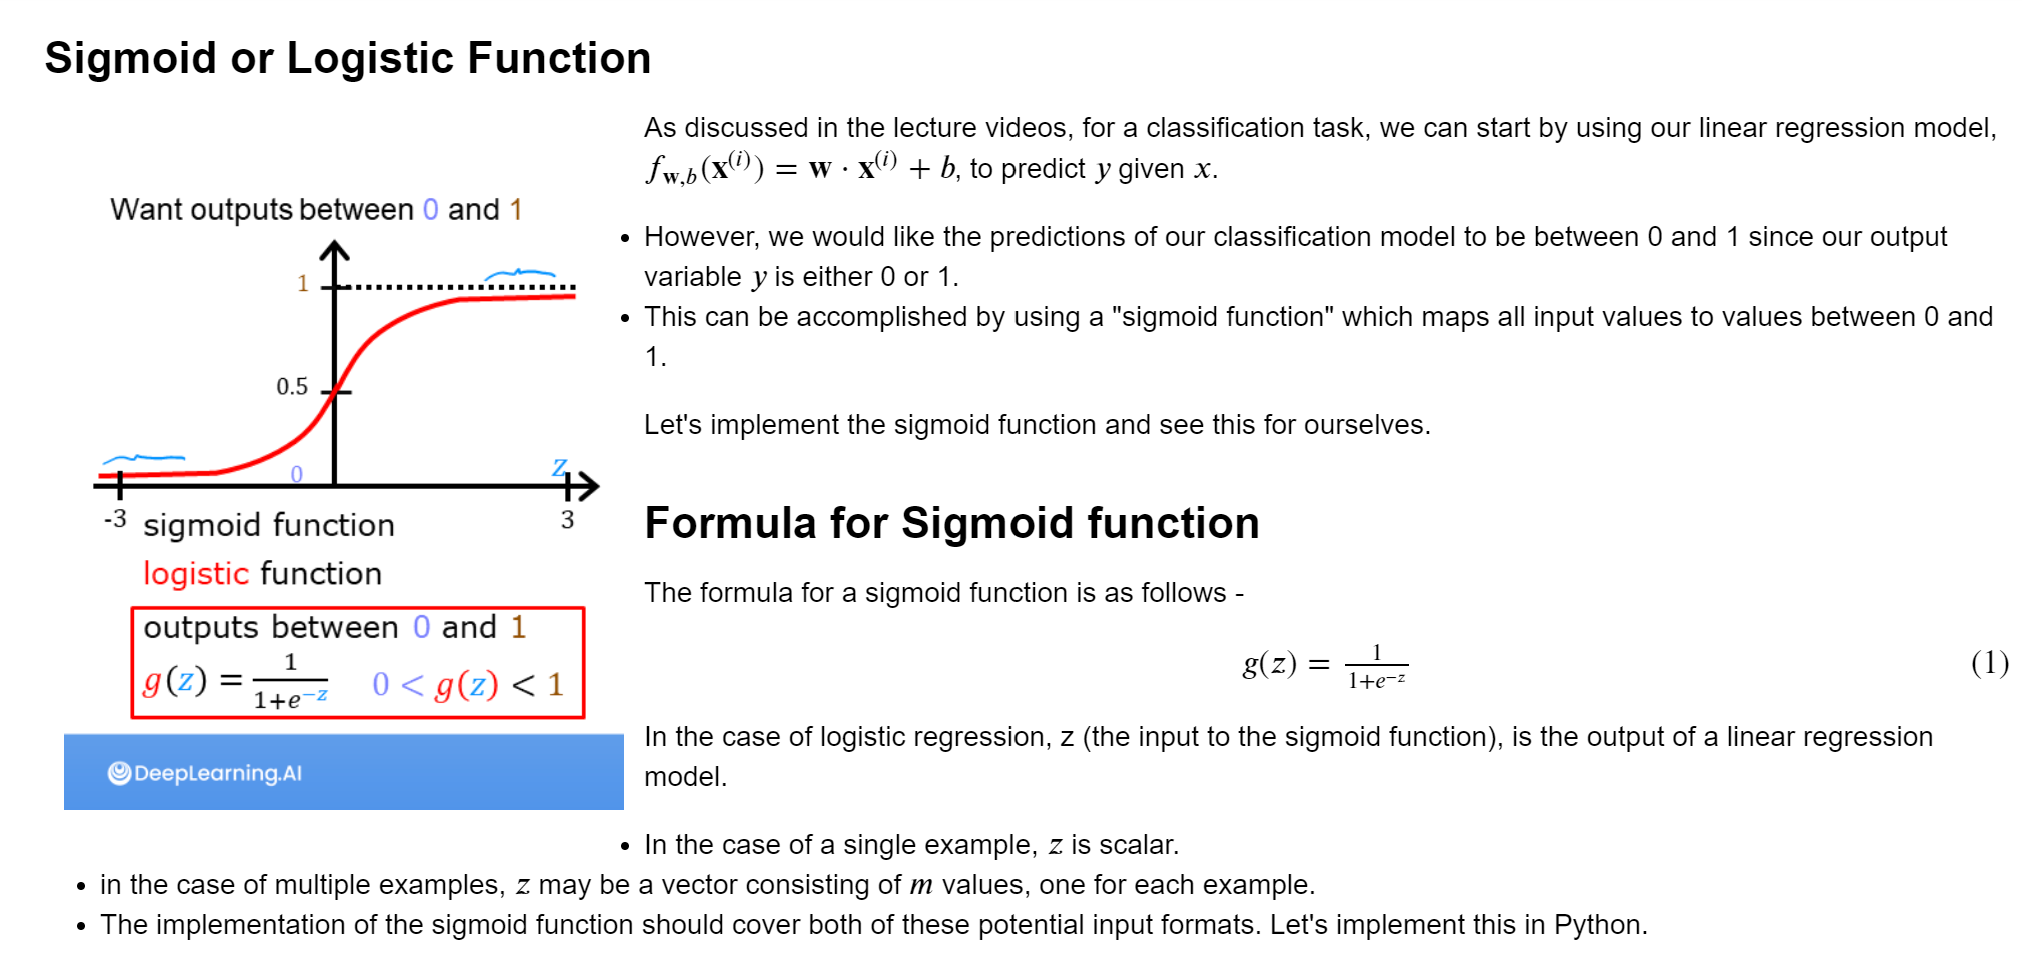 Sigmoid or Logistic Function
Want outputs between 0 and 1
1
0.5
0
z
-3
3
sigmoid function
logistic function
outputs between 0 and 1
g(z) = 1/(1+e^−z)   0 < g(z) < 1
DeepLearning.AI
As discussed in the lecture videos, for a classification task, we can start by using our linear regression model,
f_w,b(x^(i)) = w · x^(i) + b, to predict y given x.
• However, we would like the predictions of our classification model to be between 0 and 1 since our output
variable y is either 0 or 1.
• This can be accomplished by using a "sigmoid function" which maps all input values to values between 0 and
1.
Let's implement the sigmoid function and see this for ourselves.
Formula for Sigmoid function
The formula for a sigmoid function is as follows -
g(z) = 1/(1+e^−z)   (1)
In the case of logistic regression, z (the input to the sigmoid function), is the output of a linear regression
model.
• In the case of a single example, z is scalar.
• in the case of multiple examples, z may be a vector consisting of m values, one for each example.
• The implementation of the sigmoid function should cover both of these potential input formats. Let's implement this in Python.